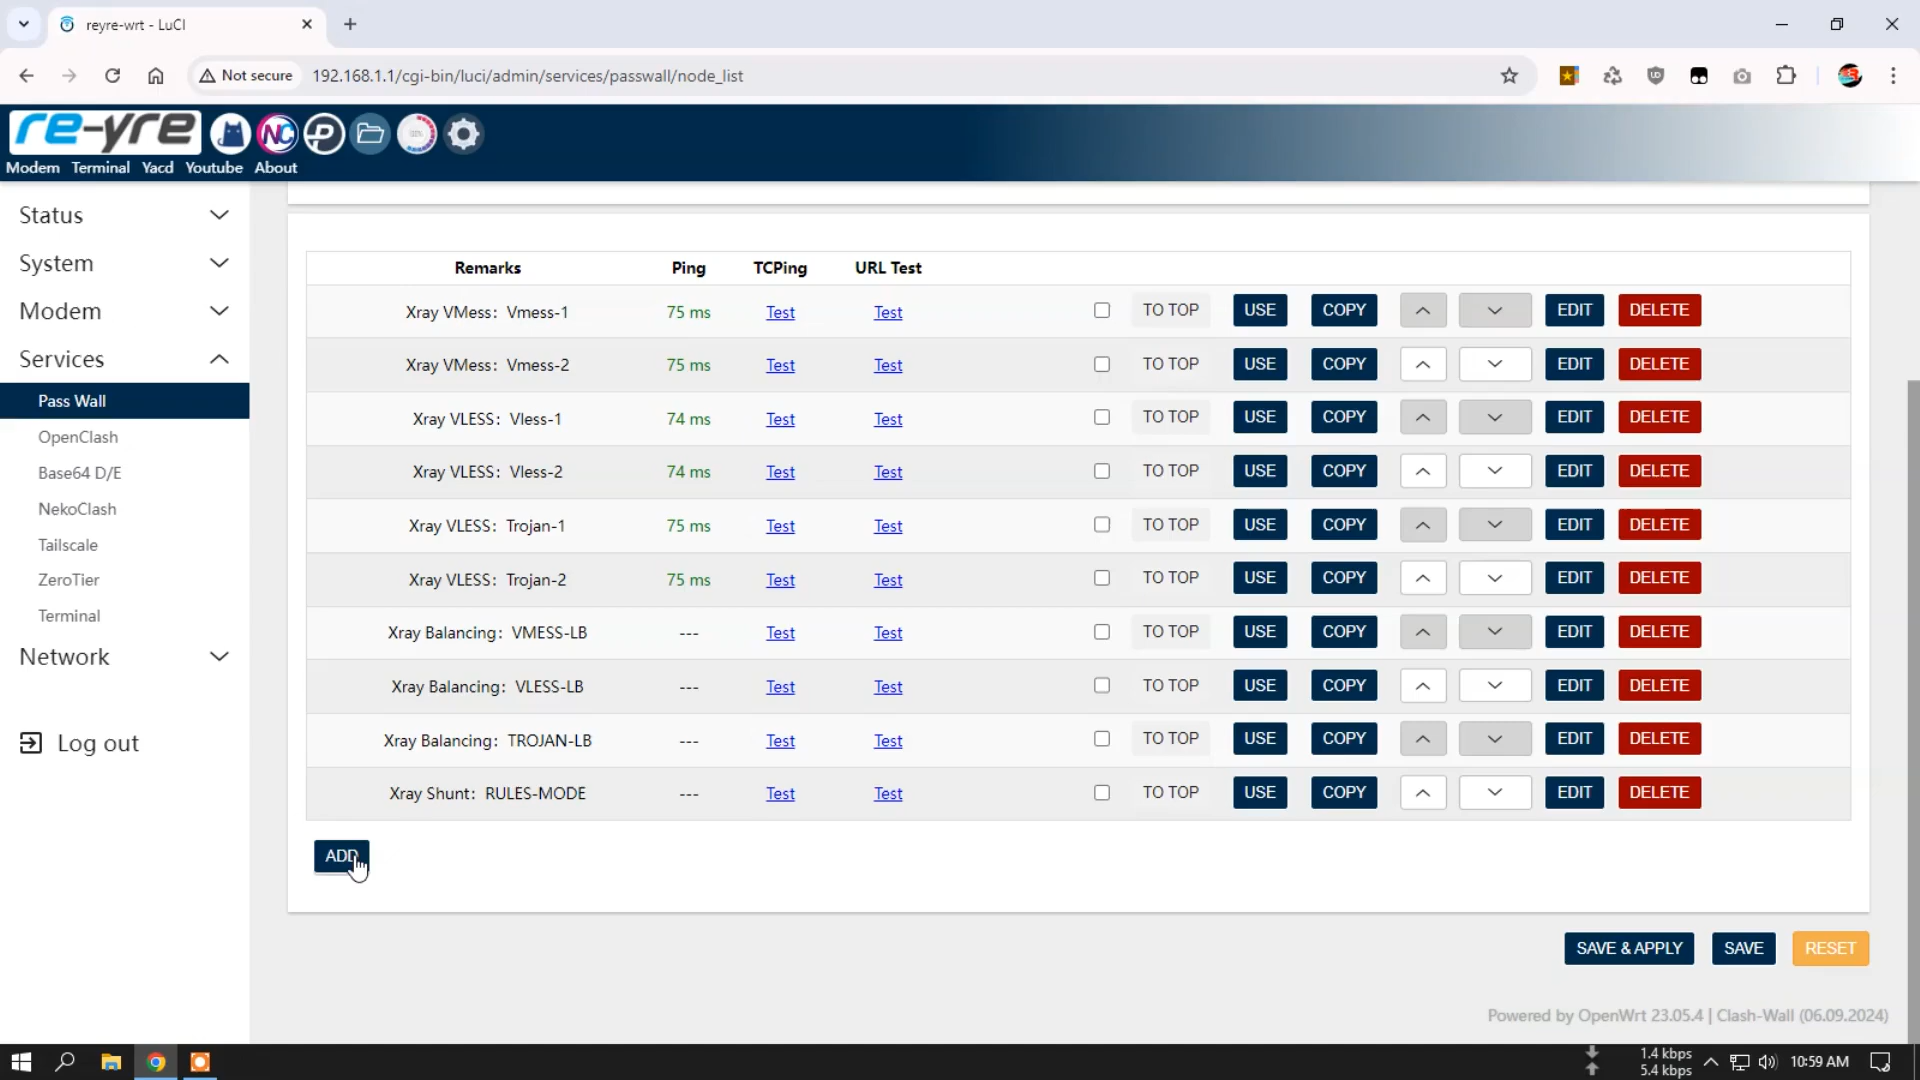 reyre-wrt - LuCI
Not secure
192.168.1.1/cgi-bin/luci/admin/services/passwall/node_list
re-yre
NC
Modem Terminal Yacd Youtube About
Status
System
Modem
Services
Pass Wall
OpenClash
Base64 D/E
NekoClash
Tailscale
ZeroTier
Terminal
Network
Log out
Remarks Ping TCPing URL Test
Xray VMess: Vmess-1 75 ms Test Test TO TOP USE COPY EDIT DELETE
Xray VMess: Vmess-2 75 ms Test Test TO TOP USE COPY EDIT DELETE
Xray VLESS: Vless-1 74 ms Test Test TO TOP USE COPY EDIT DELETE
Xray VLESS: Vless-2 74 ms Test Test TO TOP USE COPY EDIT DELETE
Xray VLESS: Trojan-1 75 ms Test Test TO TOP USE COPY EDIT DELETE
Xray VLESS: Trojan-2 75 ms Test Test TO TOP USE COPY EDIT DELETE
Xray Balancing: VMESS-LB --- Test Test TO TOP USE COPY EDIT DELETE
Xray Balancing: VLESS-LB --- Test Test TO TOP USE COPY EDIT DELETE
Xray Balancing: TROJAN-LB --- Test Test TO TOP USE COPY EDIT DELETE
Xray Shunt: RULES-MODE --- Test Test TO TOP USE COPY EDIT DELETE
ADD
SAVE & APPLY SAVE RESET
Powered by OpenWrt 23.05.4 | Clash-Wall (06.09.2024)
1.4 kbps
5.4 kbps
10:59 AM